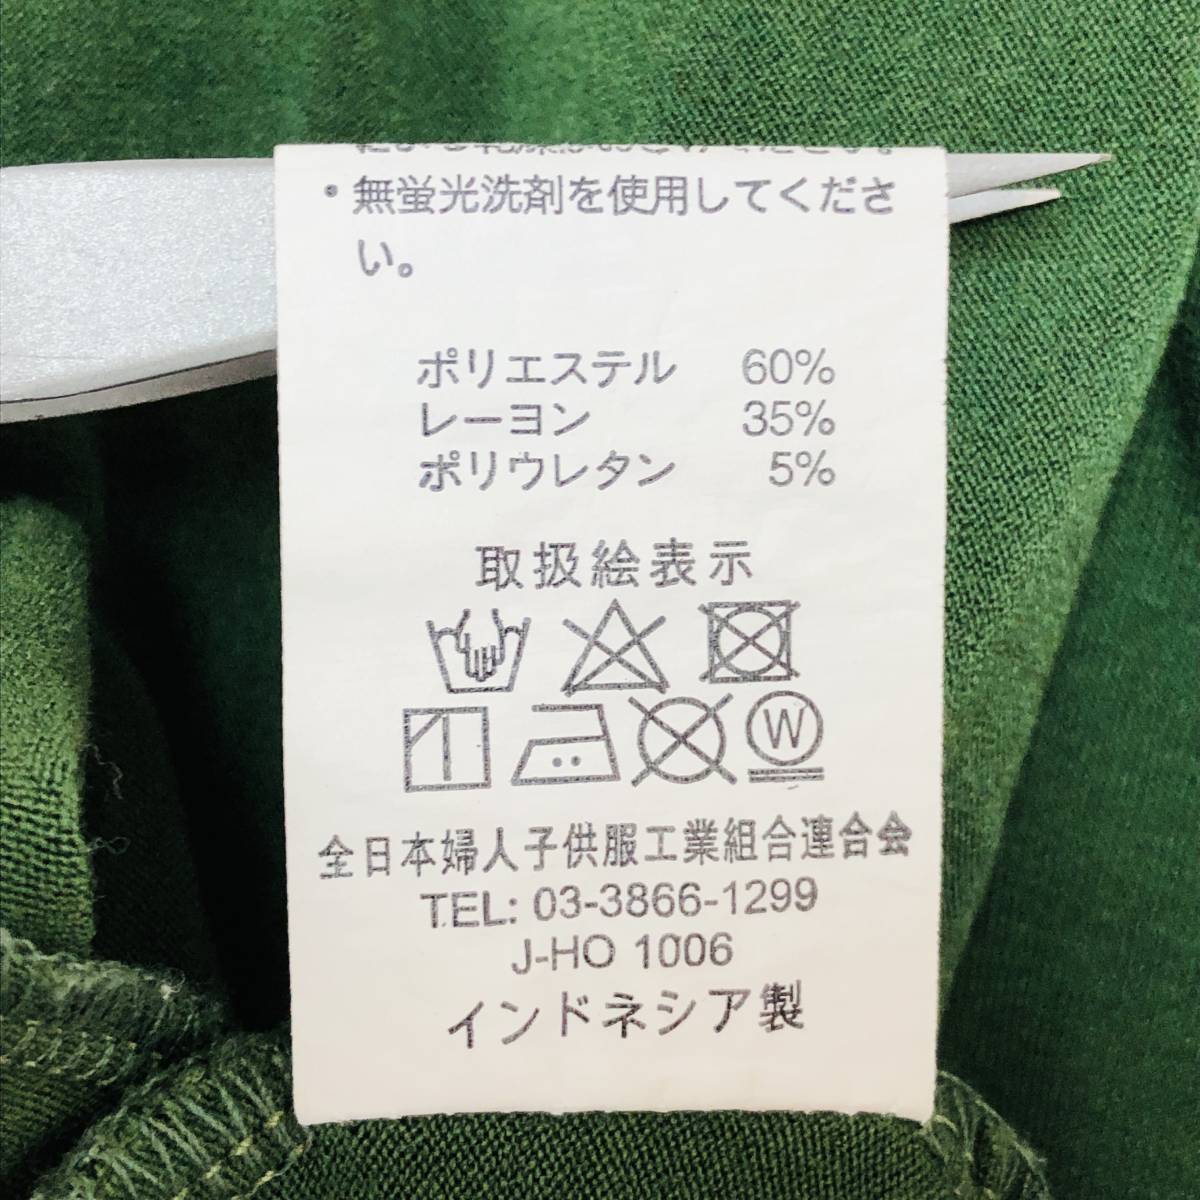 ・無蛍光洗剤を使用してくださ
い。
ポリエステル 60%
レーヨン 35%
ポリウレタン 5%
取扱絵表示
W
全日本婦人子供服工業組合連合会
TEL: 03-3866-1299
J-HO 1006
インドネシア製